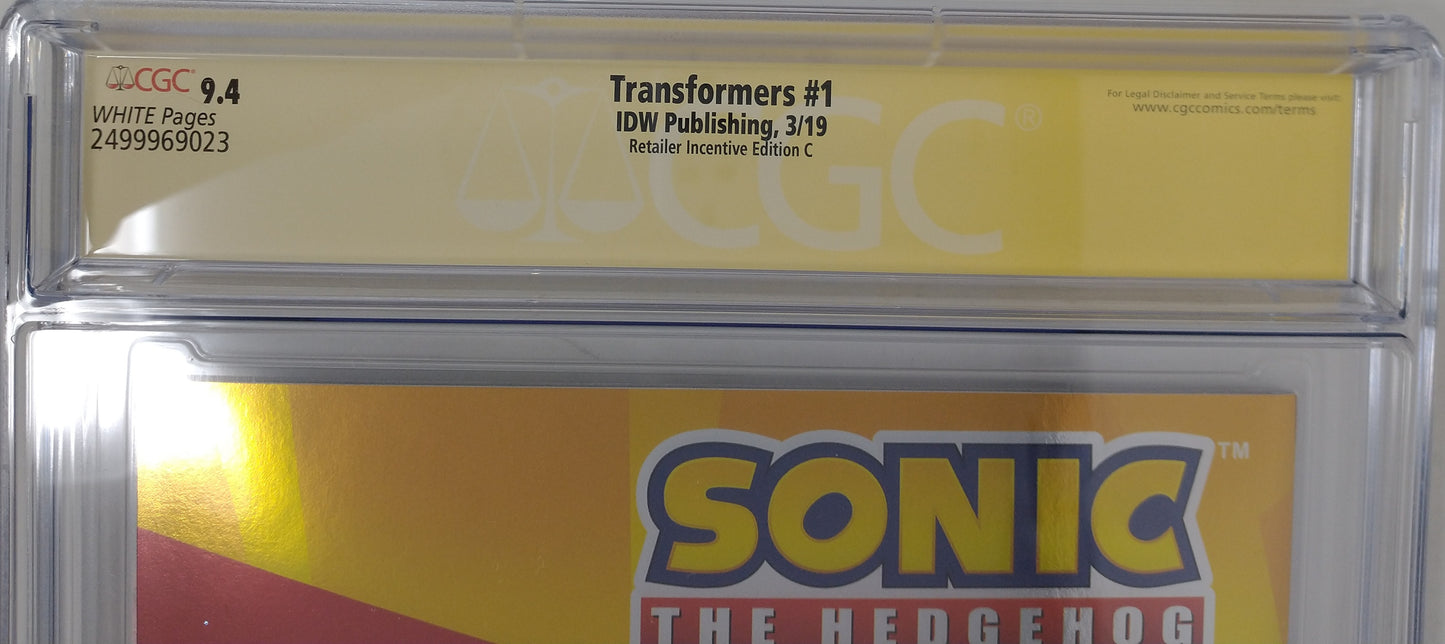 CGC 9.4
WHITE Pages
2499969023
Transformers #1
IDW Publishing, 3/19
Retailer Incentive Edition C
For Legal Disclaimer and Service Terms please visit:
www.cgccomics.com/terms
CGC®
SONIC™
THE HEDGEHOG